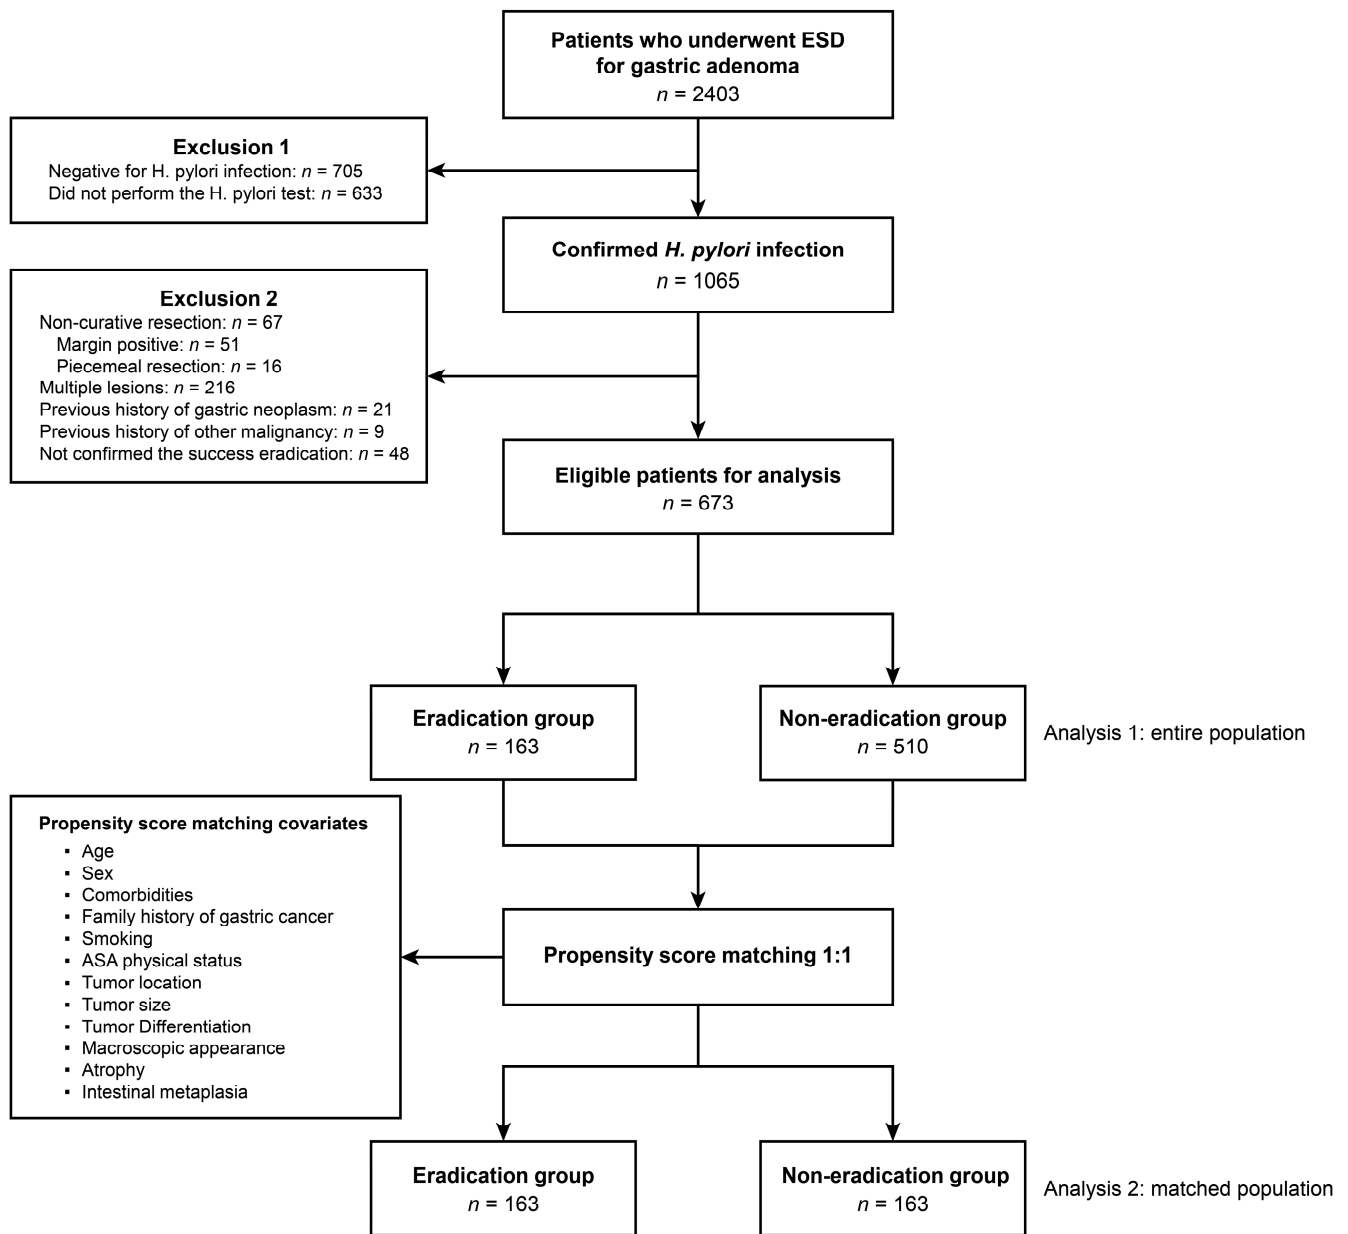 Patients who underwent ESD
for gastric adenoma
n = 2403
Exclusion 1
Negative for H. pylori infection: n = 705
Did not perform the H. pylori test: n = 633
Confirmed H. pylori infection
n = 1065
Exclusion 2
Non-curative resection: n = 67
Margin positive: n = 51
Piecemeal resection: n = 16
Multiple lesions: n = 216
Previous history of gastric neoplasm: n = 21
Previous history of other malignancy: n = 9
Not confirmed the success eradication: n = 48
Eligible patients for analysis
n = 673
Eradication group
n = 163
Non-eradication group
n = 510
Analysis 1: entire population
Propensity score matching covariates
▪ Age
▪ Sex
▪ Comorbidities
▪ Family history of gastric cancer
▪ Smoking
▪ ASA physical status
▪ Tumor location
▪ Tumor size
▪ Tumor Differentiation
▪ Macroscopic appearance
▪ Atrophy
▪ Intestinal metaplasia
Propensity score matching 1:1
Eradication group
n = 163
Non-eradication group
n = 163
Analysis 2: matched population